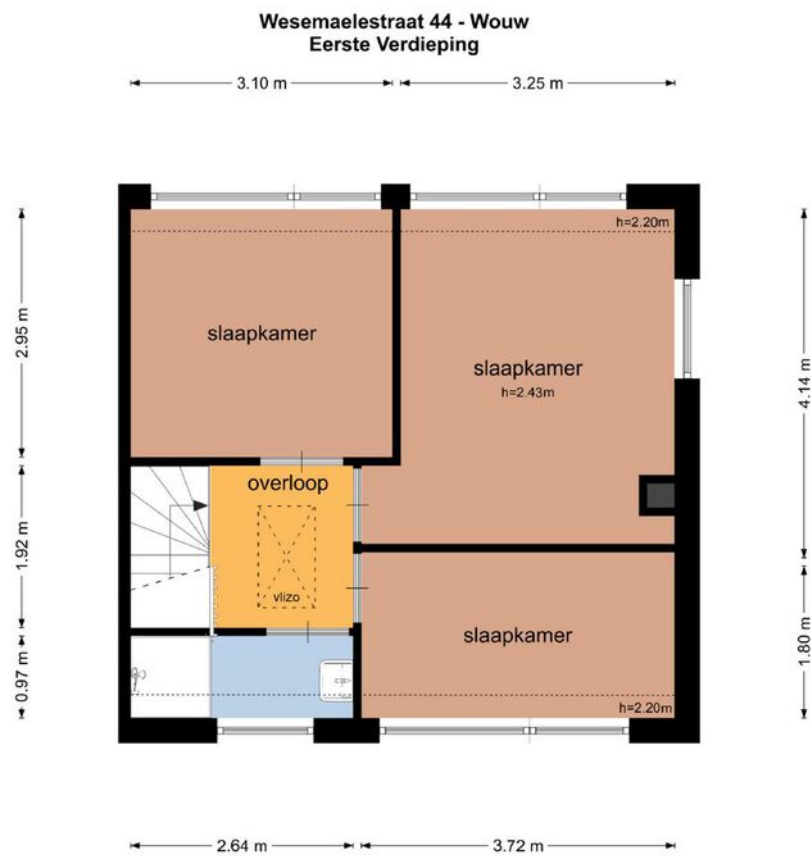 Wesemaelestraat 44 - Wouw
Eerste Verdieping
3.10 m
3.25 m
h=2.20m
2.95 m
slaapkamer
slaapkamer
h=2.43m
4.14 m
overloop
1.92 m
vlizo
slaapkamer
1.80 m
0.97 m
h=2.20m
2.64 m
3.72 m